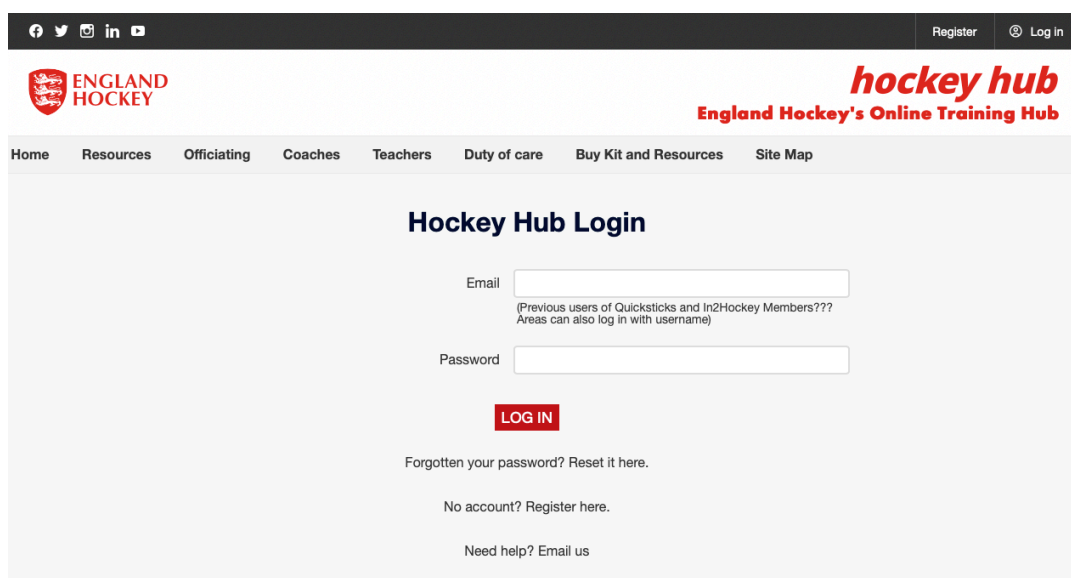 Register Log in
ENGLAND
HOCKEY
hockey hub
England Hockey's Online Training Hub
Home Resources Officiating Coaches Teachers Duty of care Buy Kit and Resources Site Map
Hockey Hub Login
Email
(Previous users of Quicksticks and In2Hockey Members???
Areas can also log in with username)
Password
LOG IN
Forgotten your password? Reset it here.
No account? Register here.
Need help? Email us